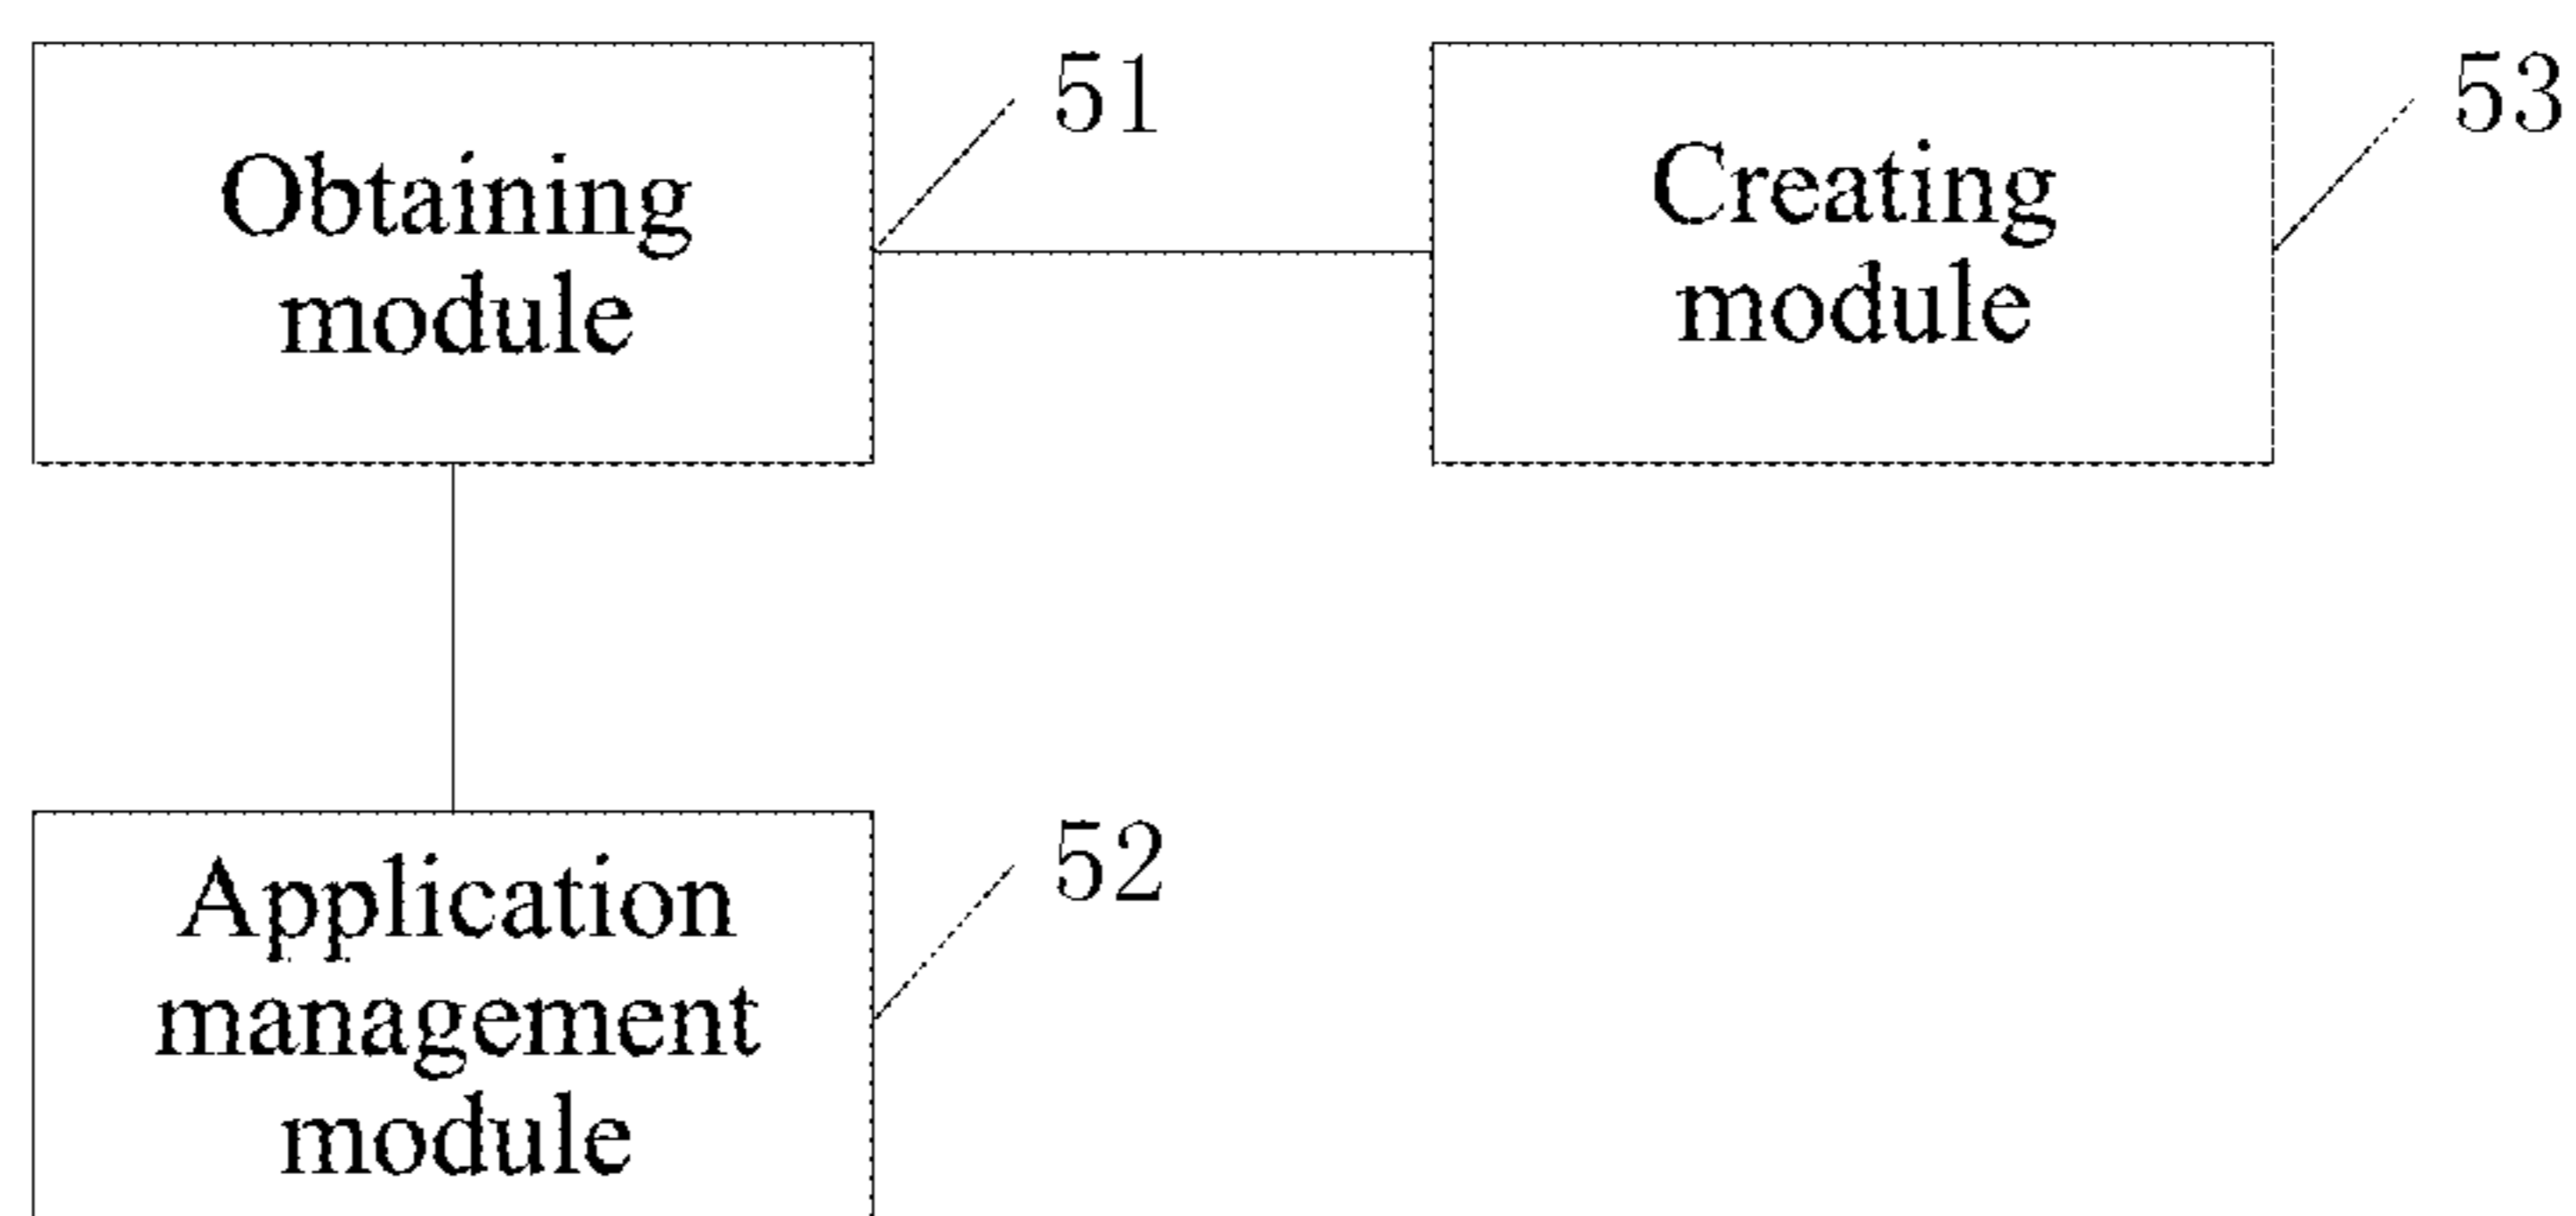 Obtaining
module
51
Creating
module
53
Application
management
module
52